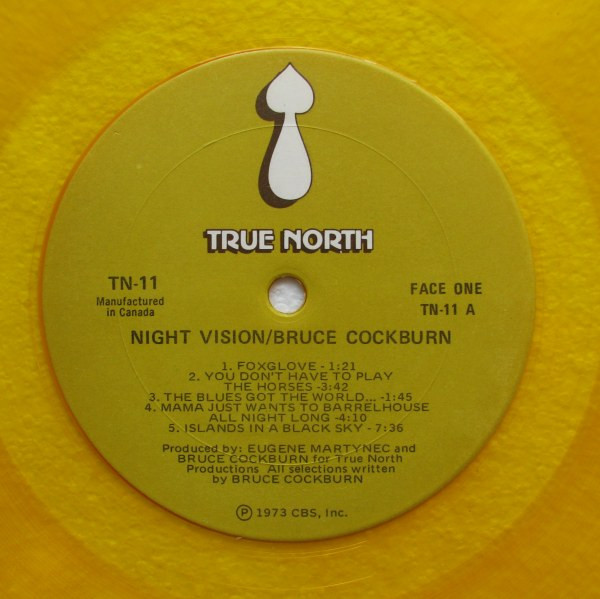 TRUE NORTH
TN-11
Manufactured
in Canada
FACE ONE
TN-11 A
NIGHT VISION/BRUCE COCKBURN
1. FOXGLOVE - 1:21
2. YOU DON'T HAVE TO PLAY
THE HORSES -3:42
3. THE BLUES GOT THE WORLD... -1:45
4. MAMA JUST WANTS TO BARRELHOUSE
ALL NIGHT LONG -4:10
5. ISLANDS IN A BLACK SKY - 7:36
Produced by: EUGENE MARTYNEC and
BRUCE COCKBURN for True North
Productions All selections written
by BRUCE COCKBURN
℗ 1973 CBS, Inc.